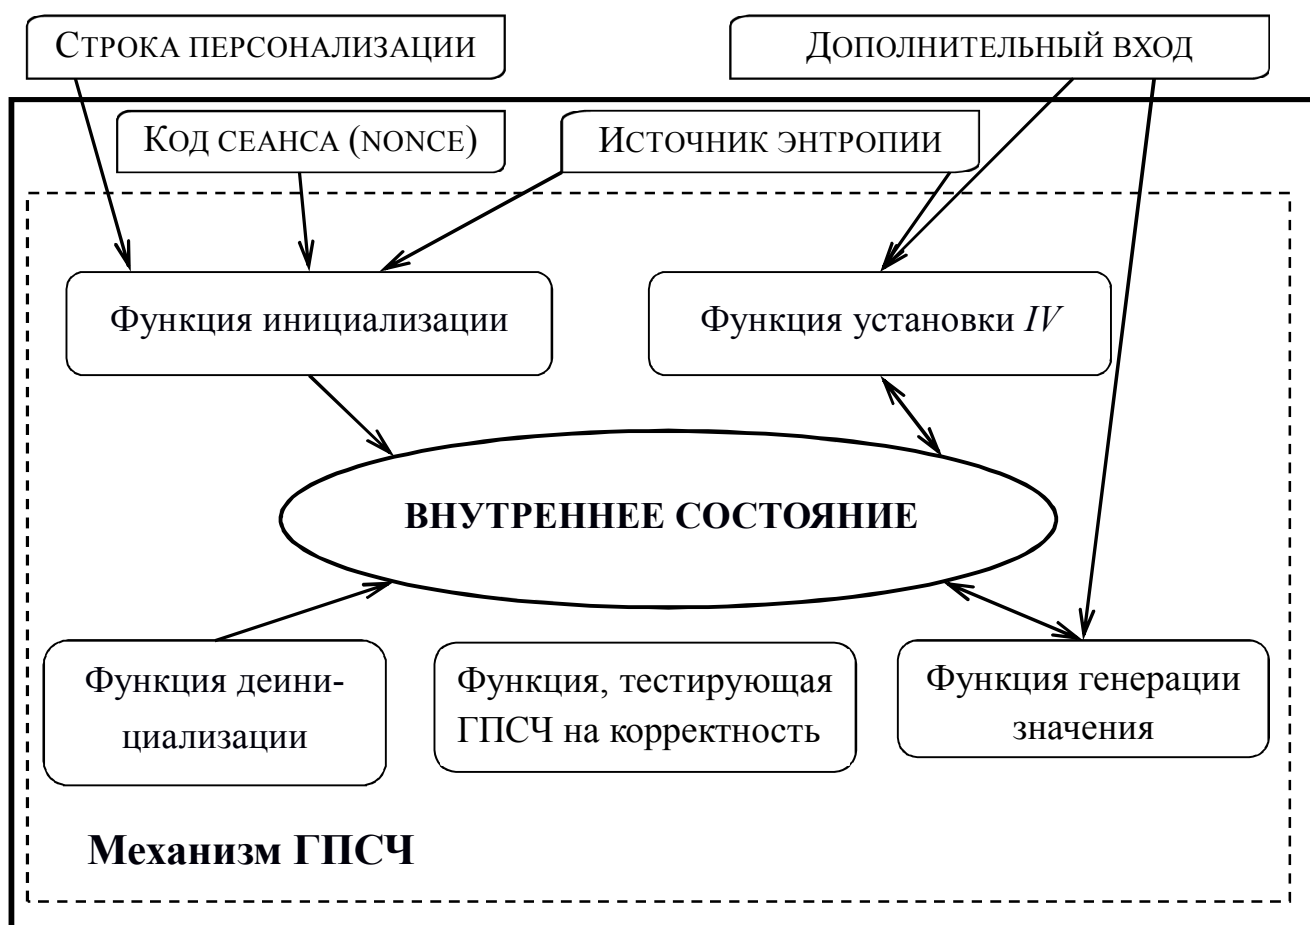 СТРОКА ПЕРСОНАЛИЗАЦИИ
ДОПОЛНИТЕЛЬНЫЙ ВХОД
КОД СЕАНСА (NONCE)
ИСТОЧНИК ЭНТРОПИИ
Функция инициализации
Функция установки IV
ВНУТРЕННЕЕ СОСТОЯНИЕ
Функция деини-
циализации
Функция, тестирующая
ГПСЧ на корректность
Функция генерации
значения
Механизм ГПСЧ